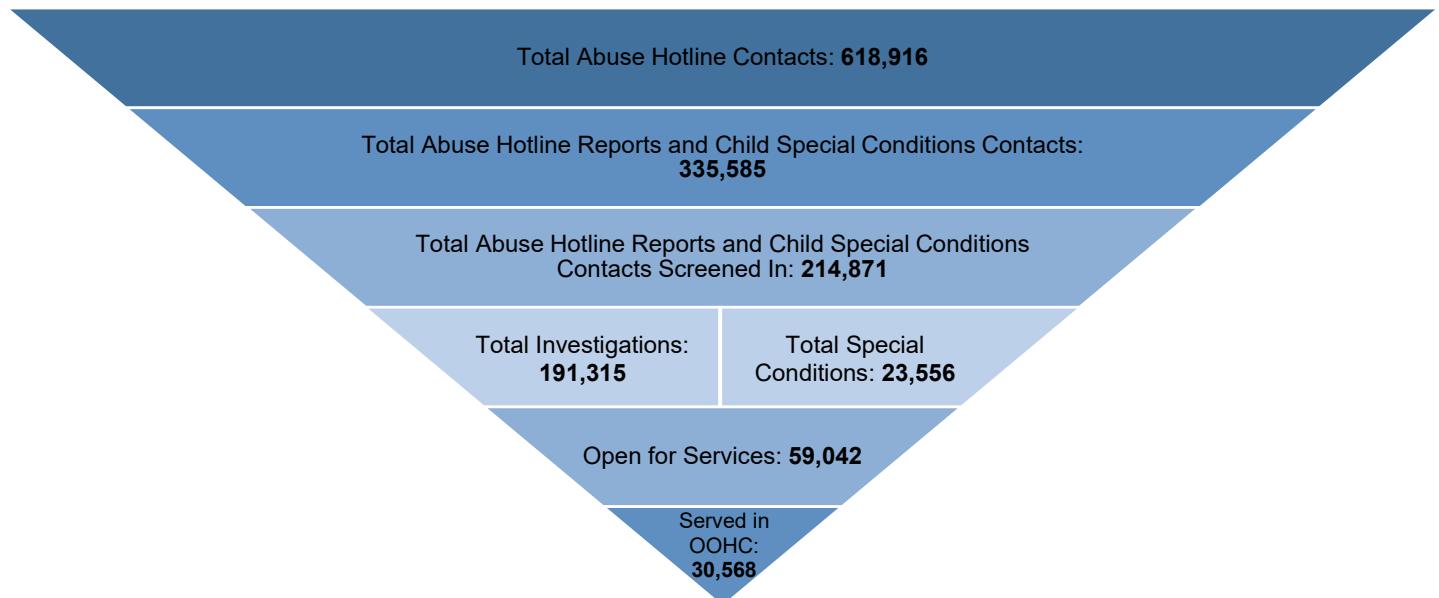 Total Abuse Hotline Contacts: 618,916
Total Abuse Hotline Reports and Child Special Conditions Contacts:
335,585
Total Abuse Hotline Reports and Child Special Conditions
Contacts Screened In: 214,871
Total Investigations:
191,315
Total Special
Conditions: 23,556
Open for Services: 59,042
Served in
OOHC:
30,568